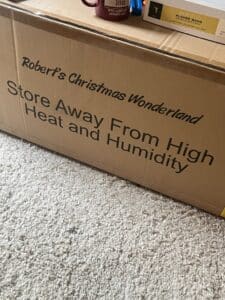 Robert's Christmas Wonderland
Store Away From High
Heat and Humidity